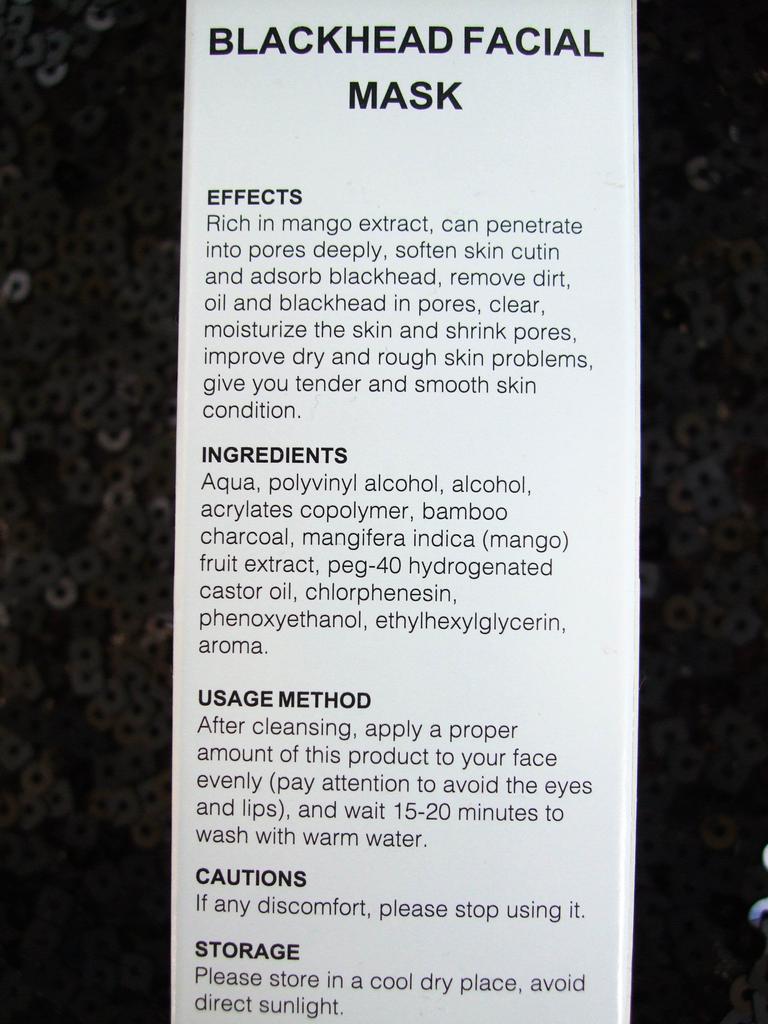 BLACKHEAD FACIAL
MASK
EFFECTS
Rich in mango extract, can penetrate
into pores deeply, soften skin cutin
and adsorb blackhead, remove dirt,
oil and blackhead in pores, clear,
moisturize the skin and shrink pores,
improve dry and rough skin problems,
give you tender and smooth skin
condition.
INGREDIENTS
Aqua, polyvinyl alcohol, alcohol,
acrylates copolymer, bamboo
charcoal, mangifera indica (mango)
fruit extract, peg-40 hydrogenated
castor oil, chlorphenesin,
phenoxyethanol, ethylhexylglycerin,
aroma.
USAGE METHOD
After cleansing, apply a proper
amount of this product to your face
evenly (pay attention to avoid the eyes
and lips), and wait 15-20 minutes to
wash with warm water.
CAUTIONS
If any discomfort, please stop using it.
STORAGE
Please store in a cool dry place, avoid
direct sunlight.